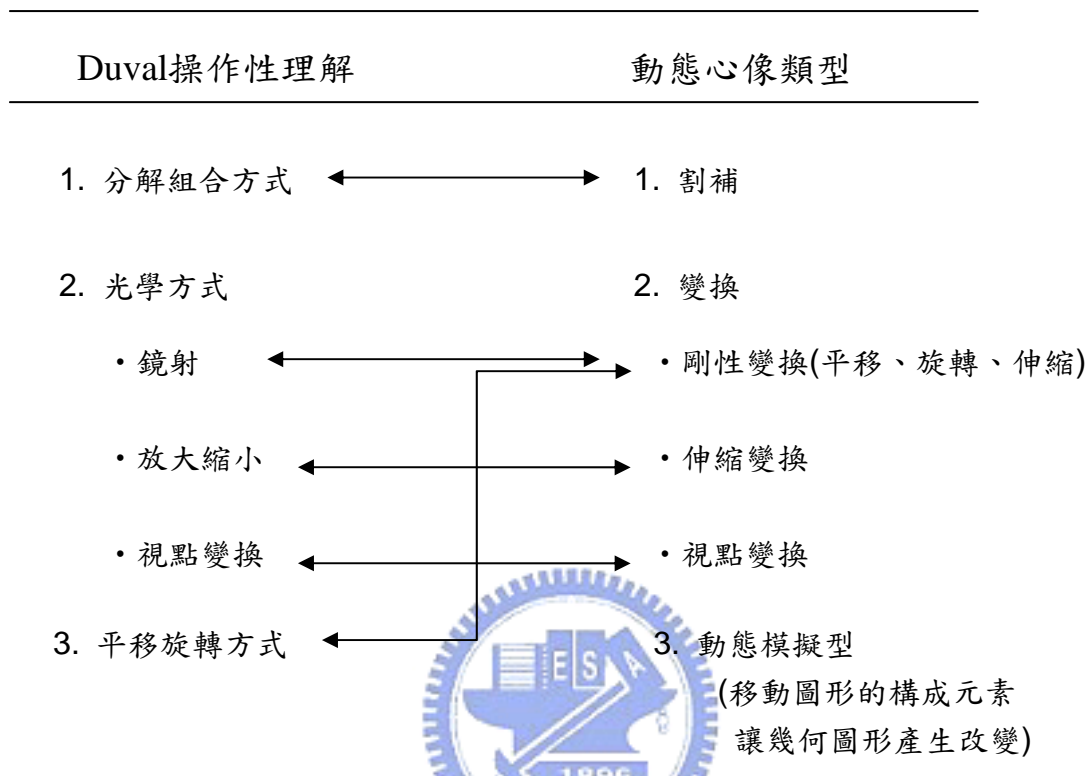 Duval操作性理解 動態心像類型
1. 分解組合方式 1. 割補
2. 光學方式 2. 變換
・鏡射 ・剛性變換(平移、旋轉、伸縮)
・放大縮小 ・伸縮變換
・視點變換 ・視點變換
3. 平移旋轉方式 3. 動態模擬型
(移動圖形的構成元素
讓幾何圖形產生改變)
E S A
1896